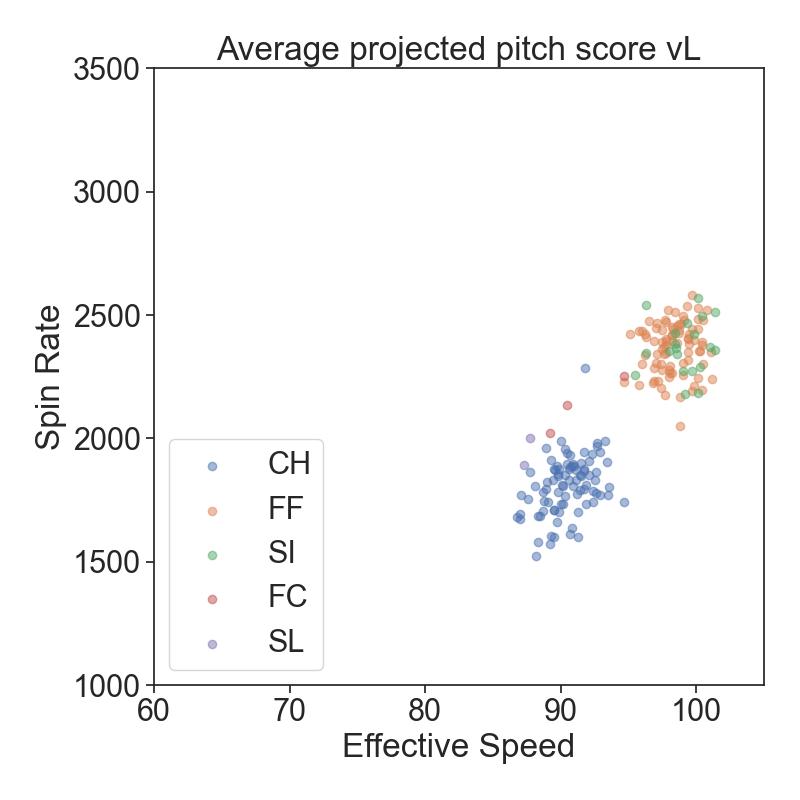 Average projected pitch score vL
3500
3000
2500
2000
1500
1000
Spin Rate
CH
FF
SI
FC
SL
60 70 80 90 100
Effective Speed